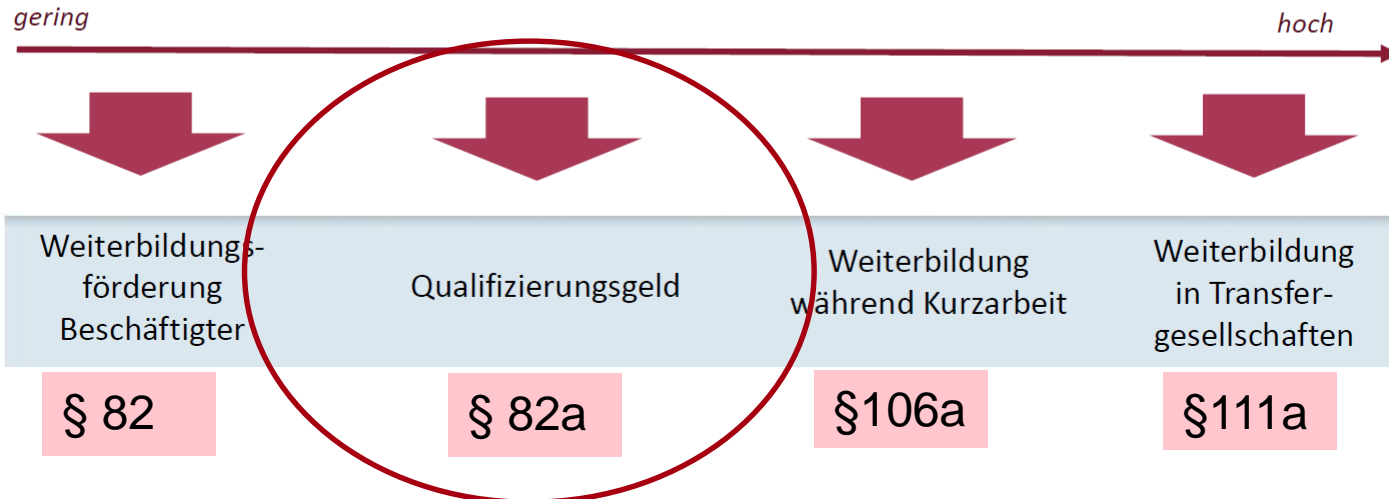 gering
hoch
Weiterbildungs-
förderung
Beschäftigter
Qualifizierungsgeld
Weiterbildung
während Kurzarbeit
Weiterbildung
in Transfer-
gesellschaften
§ 82
§ 82a
§106a
§111a